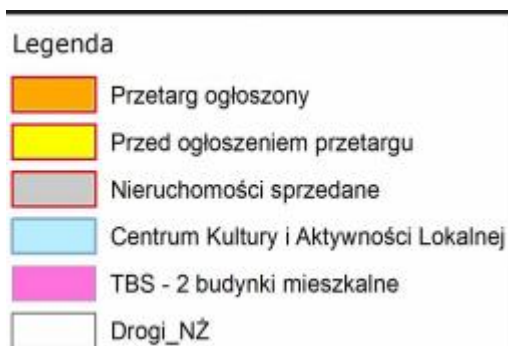 Legenda
Przetarg ogłoszony
Przed ogłoszeniem przetargu
Nieruchomości sprzedane
Centrum Kultury i Aktywności Lokalnej
TBS - 2 budynki mieszkalne
Drogi_NŻ